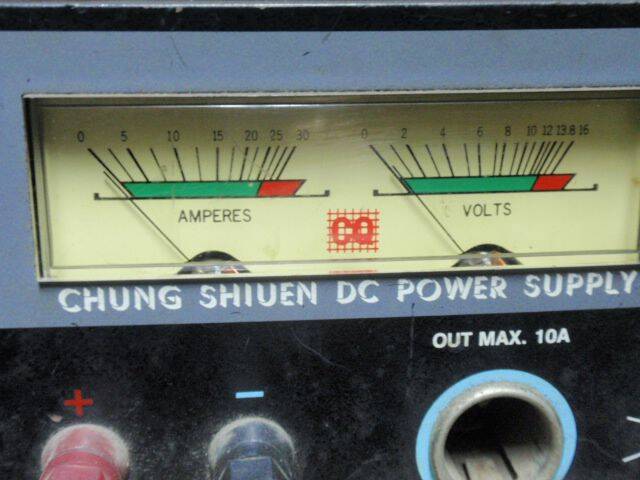 0 5 10 15 20 25 30
AMPERES
0 2 4 6 8 10 12 13.8 16
VOLTS
CHUNG SHIUEN DC POWER SUPPLY
OUT MAX. 10A
+ −